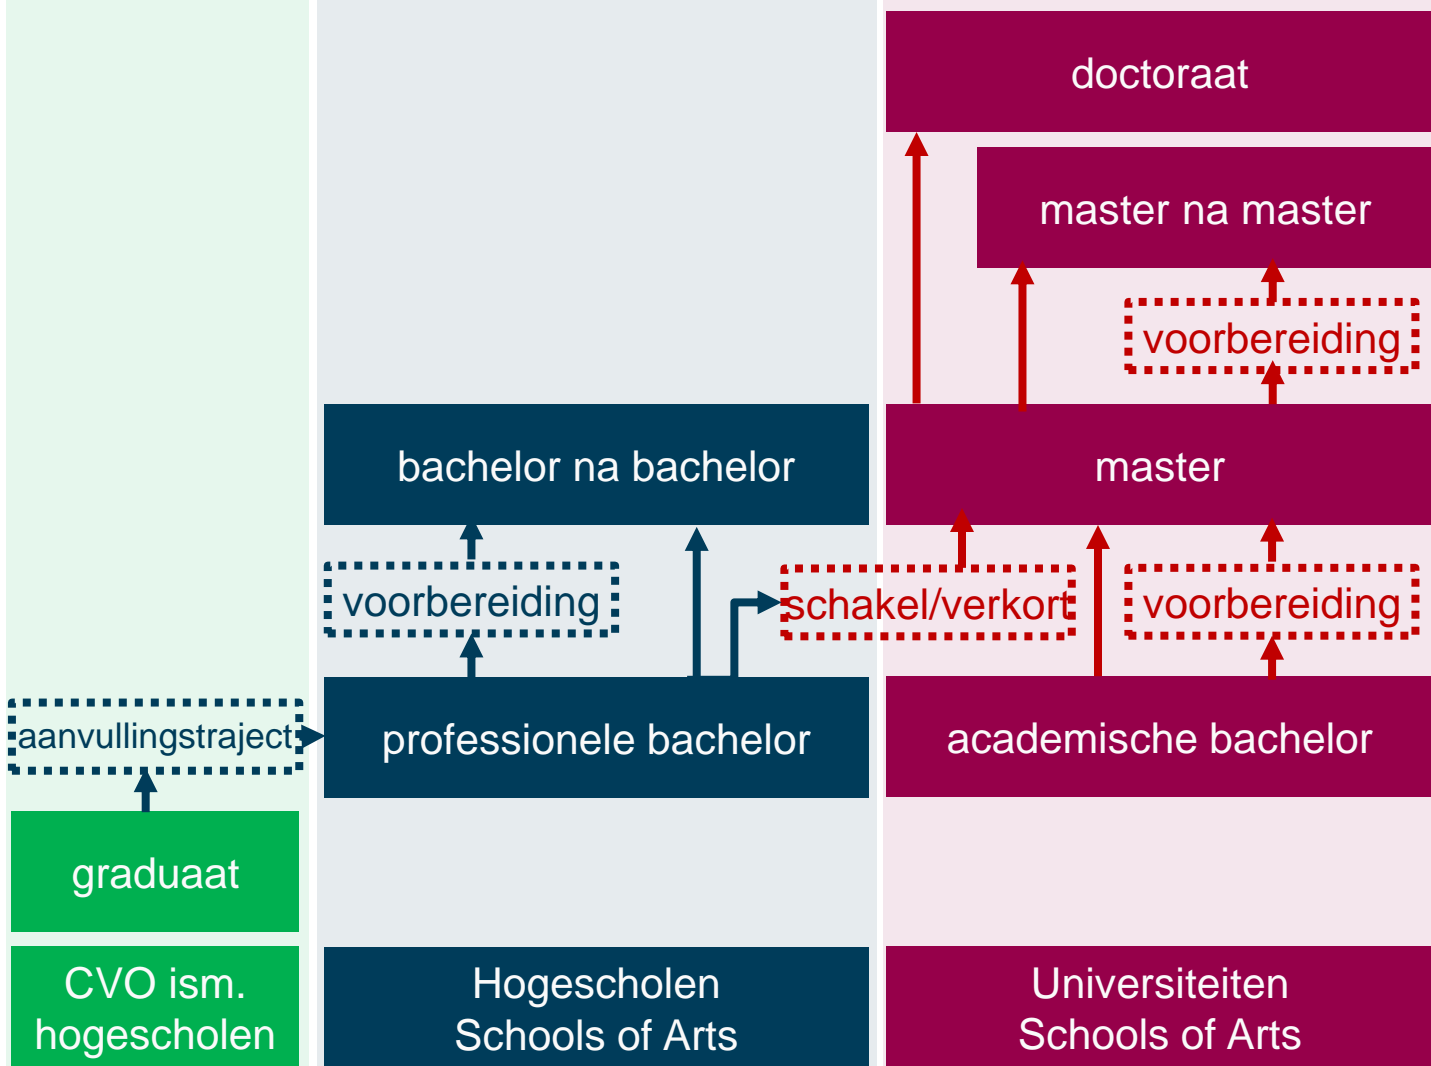 doctoraat
master na master
voorbereiding
bachelor na bachelor
master
voorbereiding
schakel/verkort
voorbereiding
aanvullingstraject
professionele bachelor
academische bachelor
graduaat
CVO ism.
hogescholen
Hogescholen
Schools of Arts
Universiteiten
Schools of Arts